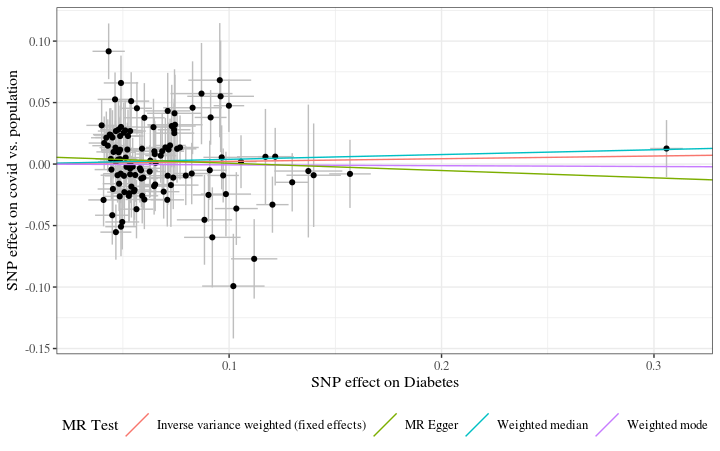 0.10
0.05
0.00
-0.05
-0.10
-0.15
SNP effect on covid vs. population
0.1
0.2
0.3
SNP effect on Diabetes
MR Test
Inverse variance weighted (fixed effects)
MR Egger
Weighted median
Weighted mode